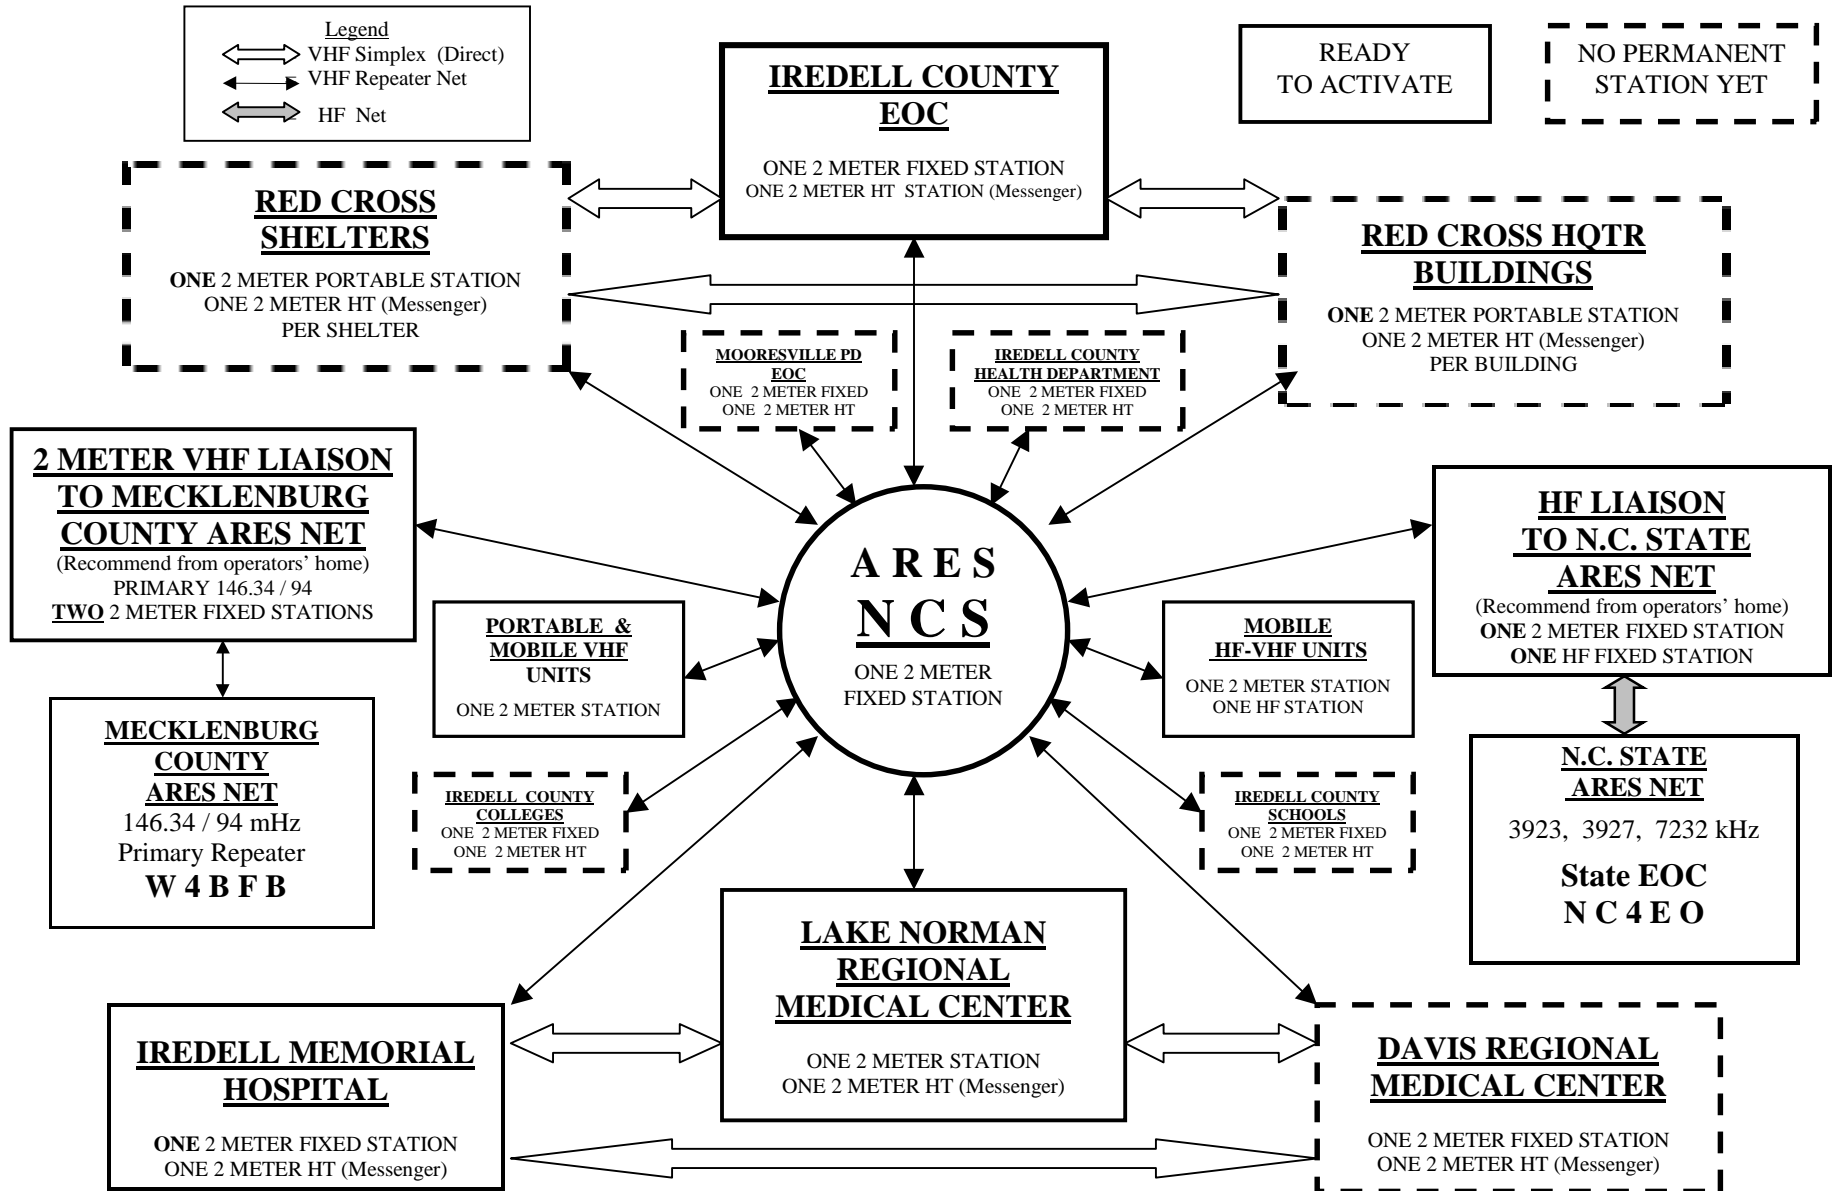 Legend
VHF Simplex (Direct)
VHF Repeater Net
HF Net
IREDELL COUNTY
EOC
ONE 2 METER FIXED STATION
ONE 2 METER HT STATION (Messenger)
READY
TO ACTIVATE
NO PERMANENT
STATION YET
RED CROSS
SHELTERS
ONE 2 METER PORTABLE STATION
ONE 2 METER HT (Messenger)
PER SHELTER
RED CROSS HQTR
BUILDINGS
ONE 2 METER PORTABLE STATION
ONE 2 METER HT (Messenger)
PER BUILDING
MOORESVILLE PD
EOC
ONE 2 METER FIXED
ONE 2 METER HT
IREDELL COUNTY
HEALTH DEPARTMENT
ONE 2 METER FIXED
ONE 2 METER HT
2 METER VHF LIAISON
TO MECKLENBURG
COUNTY ARES NET
(Recommend from operators' home)
PRIMARY 146.34 / 94
TWO 2 METER FIXED STATIONS
A R E S
N C S
ONE 2 METER
FIXED STATION
HF LIAISON
TO N.C. STATE
ARES NET
(Recommend from operators' home)
ONE 2 METER FIXED STATION
ONE HF FIXED STATION
PORTABLE &
MOBILE VHF
UNITS
ONE 2 METER STATION
MOBILE
HF-VHF UNITS
ONE 2 METER STATION
ONE HF STATION
MECKLENBURG
COUNTY
ARES NET
146.34 / 94 mHz
Primary Repeater
W 4 B F B
IREDELL COUNTY
COLLEGES
ONE 2 METER FIXED
ONE 2 METER HT
IREDELL COUNTY
SCHOOLS
ONE 2 METER FIXED
ONE 2 METER HT
N.C. STATE
ARES NET
3923, 3927, 7232 kHz
State EOC
N C 4 E O
LAKE NORMAN
REGIONAL
MEDICAL CENTER
ONE 2 METER STATION
ONE 2 METER HT (Messenger)
IREDELL MEMORIAL
HOSPITAL
ONE 2 METER FIXED STATION
ONE 2 METER HT (Messenger)
DAVIS REGIONAL
MEDICAL CENTER
ONE 2 METER FIXED STATION
ONE 2 METER HT (Messenger)